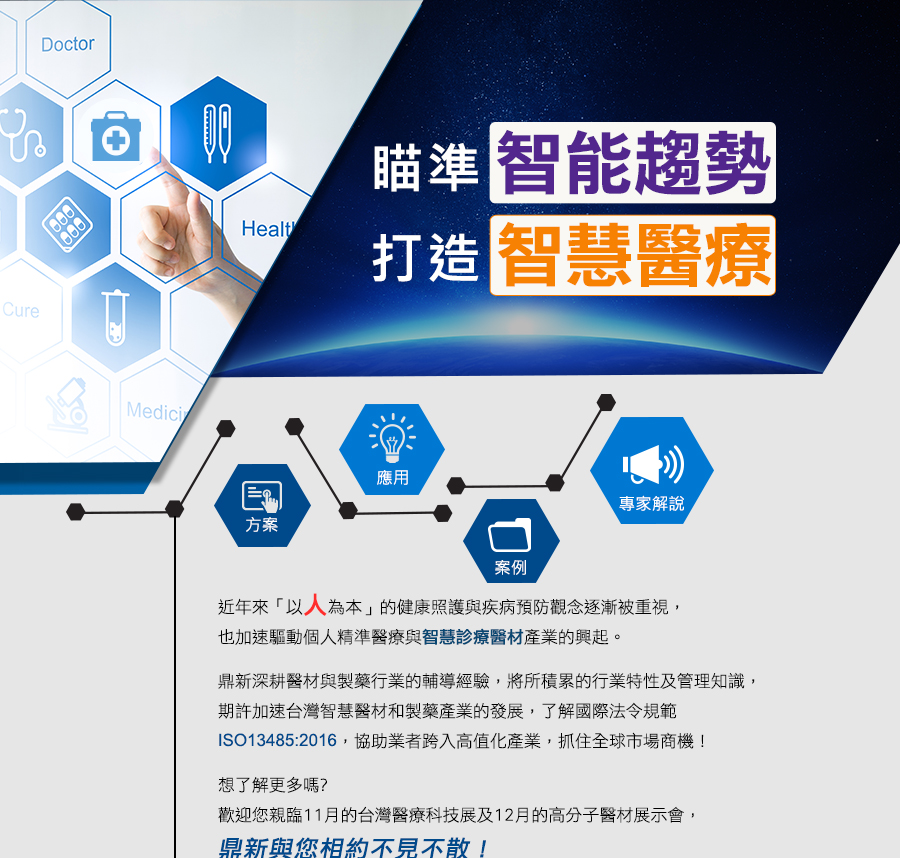 Doctor
瞄準 智能趨勢
Health
打造 智慧醫療
Cure
Medici
應用
專家解說
方案
案例
近年來「以人為本」的健康照護與疾病預防觀念逐漸被重視，
也加速驅動個人精準醫療與智慧診療醫材產業的興起。
鼎新深耕醫材與製藥行業的輔導經驗，將所積累的行業特性及管理知識，
期許加速台灣智慧醫材和製藥產業的發展，了解國際法令規範
ISO13485:2016，協助業者跨入高值化產業，抓住全球市場商機！
想了解更多嗎?
歡迎您親臨11月的台灣醫療科技展及12月的高分子醫材展示會，
鼎新與您相約不見不散！